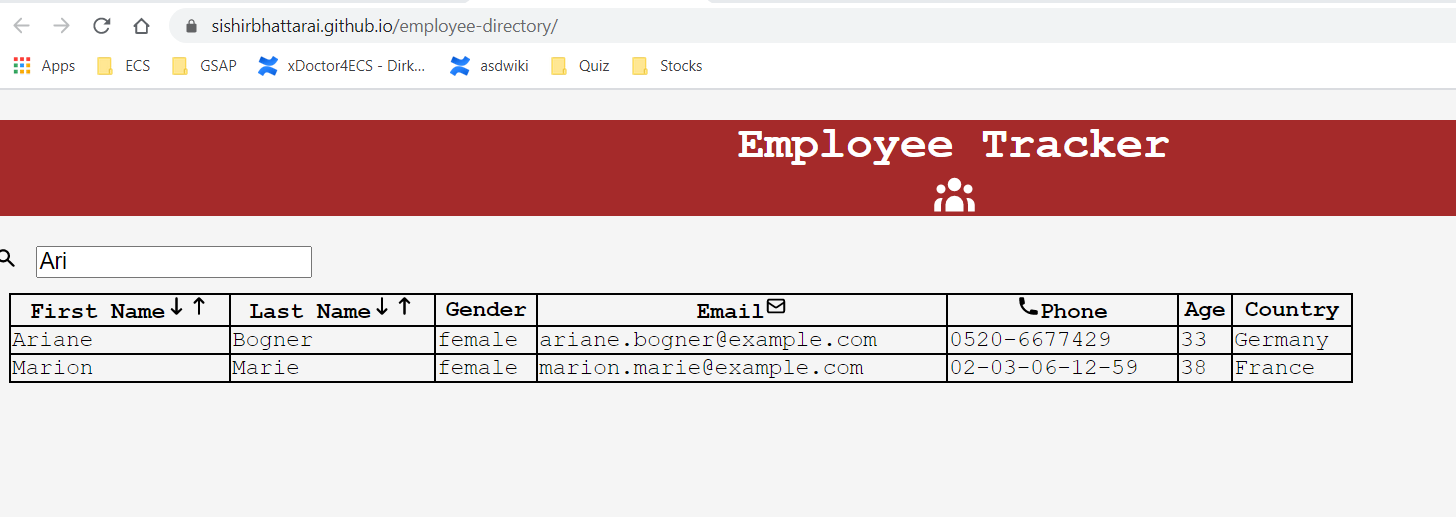 sishirbhattarai.github.io/employee-directory/
Apps ECS GSAP xDoctor4ECS - Dirk... asdwiki Quiz Stocks
Employee Tracker
Ari
First Name Last Name Gender Email Phone Age Country
Ariane Bogner female ariane.bogner@example.com 0520-6677429 33 Germany
Marion Marie female marion.marie@example.com 02-03-06-12-59 38 France